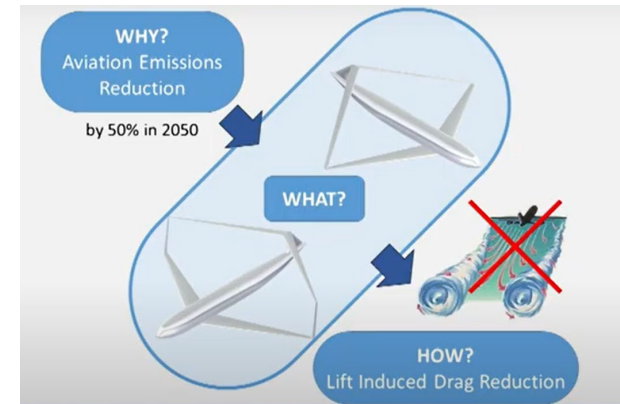 WHY?
Aviation Emissions
Reduction
by 50% in 2050
WHAT?
HOW?
Lift Induced Drag Reduction